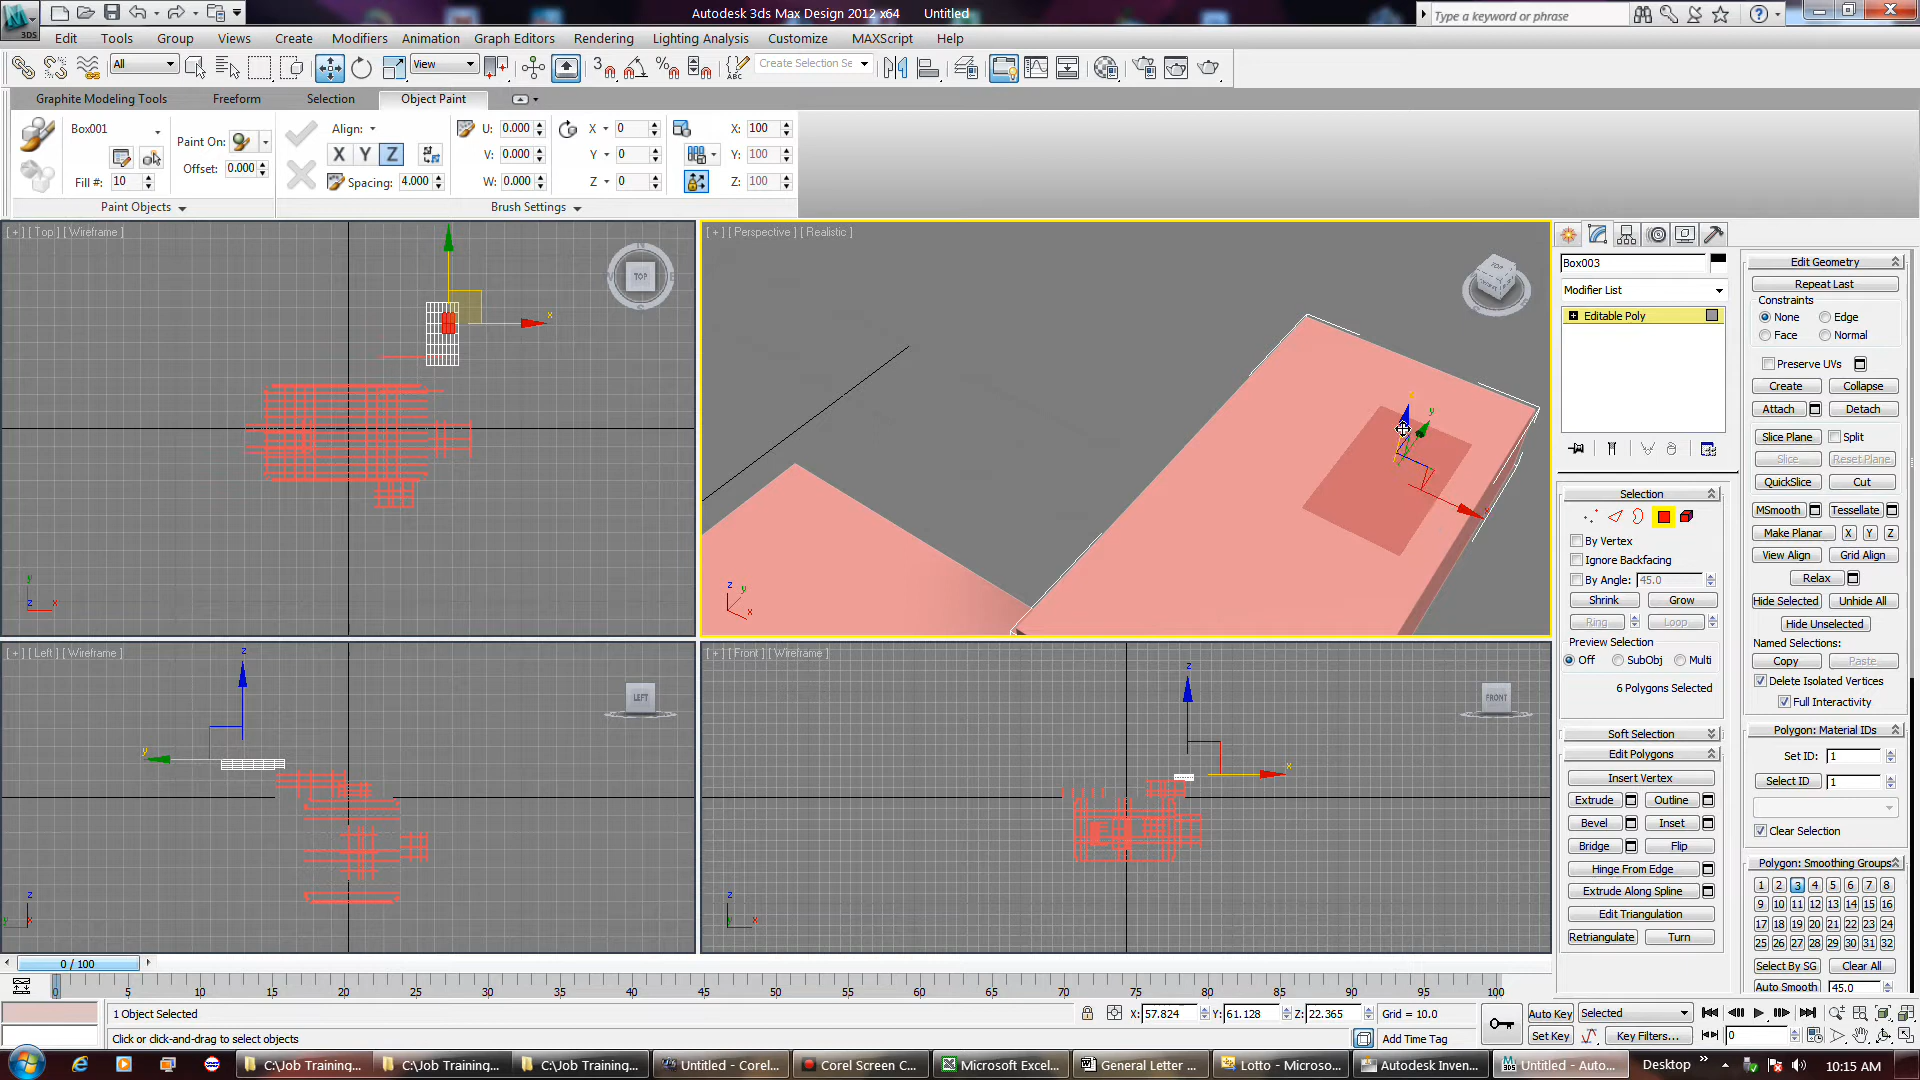 Autodesk 3ds Max Design 2012 x64 Untitled
Type a keyword or phrase
3DS
Edit Tools Group Views Create Modifiers Animation Graph Editors Rendering Lighting Analysis Customize MAXScript Help
All View 3 Create Selection Se
Graphite Modeling Tools Freeform Selection Object Paint
Box001 Align: U: 0.000 X 0 X: 100
Paint On: X Y Z V: 0.000 Y 0 Y: 100
Offset: 0.000
Fill #: 10 Spacing: 4.000 W: 0.000 Z 0 Z: 100
Paint Objects Brush Settings
[ + ] [ Top ] [ Wireframe ]
TOP
[ + ] [ Perspective ] [ Realistic ]
[ + ] [ Left ] [ Wireframe ]
LEFT
[ + ] [ Front ] [ Wireframe ]
FRONT
Box003
Modifier List
Editable Poly
Selection
By Vertex
Ignore Backfacing
By Angle: 45.0
Shrink Grow
Ring Loop
Preview Selection
Off SubObj Multi
6 Polygons Selected
Soft Selection
Edit Polygons
Insert Vertex
Extrude Outline
Bevel Inset
Bridge Flip
Hinge From Edge
Extrude Along Spline
Edit Triangulation
Retriangulate Turn
Edit Geometry
Repeat Last
Constraints
None Edge
Face Normal
Preserve UVs
Create Collapse
Attach Detach
Slice Plane Split
Slice Reset Plane
QuickSlice Cut
MSmooth Tessellate
Make Planar X Y Z
View Align Grid Align
Relax
Hide Selected Unhide All
Hide Unselected
Named Selections:
Copy Paste
Delete Isolated Vertices
Full Interactivity
Polygon: Material IDs
Set ID: 1
Select ID 1
Clear Selection
Polygon: Smoothing Groups
1 2 3 4 5 6 7 8
9 10 11 12 13 14 15 16
17 18 19 20 21 22 23 24
25 26 27 28 29 30 31 32
Select By SG Clear All
Auto Smooth 45.0
0 / 100
0 5 10 15 20 25 30 35 40 45 50 55 60 65 70 75 80 85 90 95 100
1 Object Selected X: 57.824 Y: 61.128 Z: 22.365 Grid = 10.0 Auto Key Selected
Click or click-and-drag to select objects Add Time Tag Set Key Key Filters... 0
C:\Job Training... C:\Job Training... C:\Job Training... Untitled - Corel... Corel Screen C... Microsoft Excel... General Letter ... Lotto - Microso... Autodesk Inven... Untitled - Auto... Desktop 10:15 AM